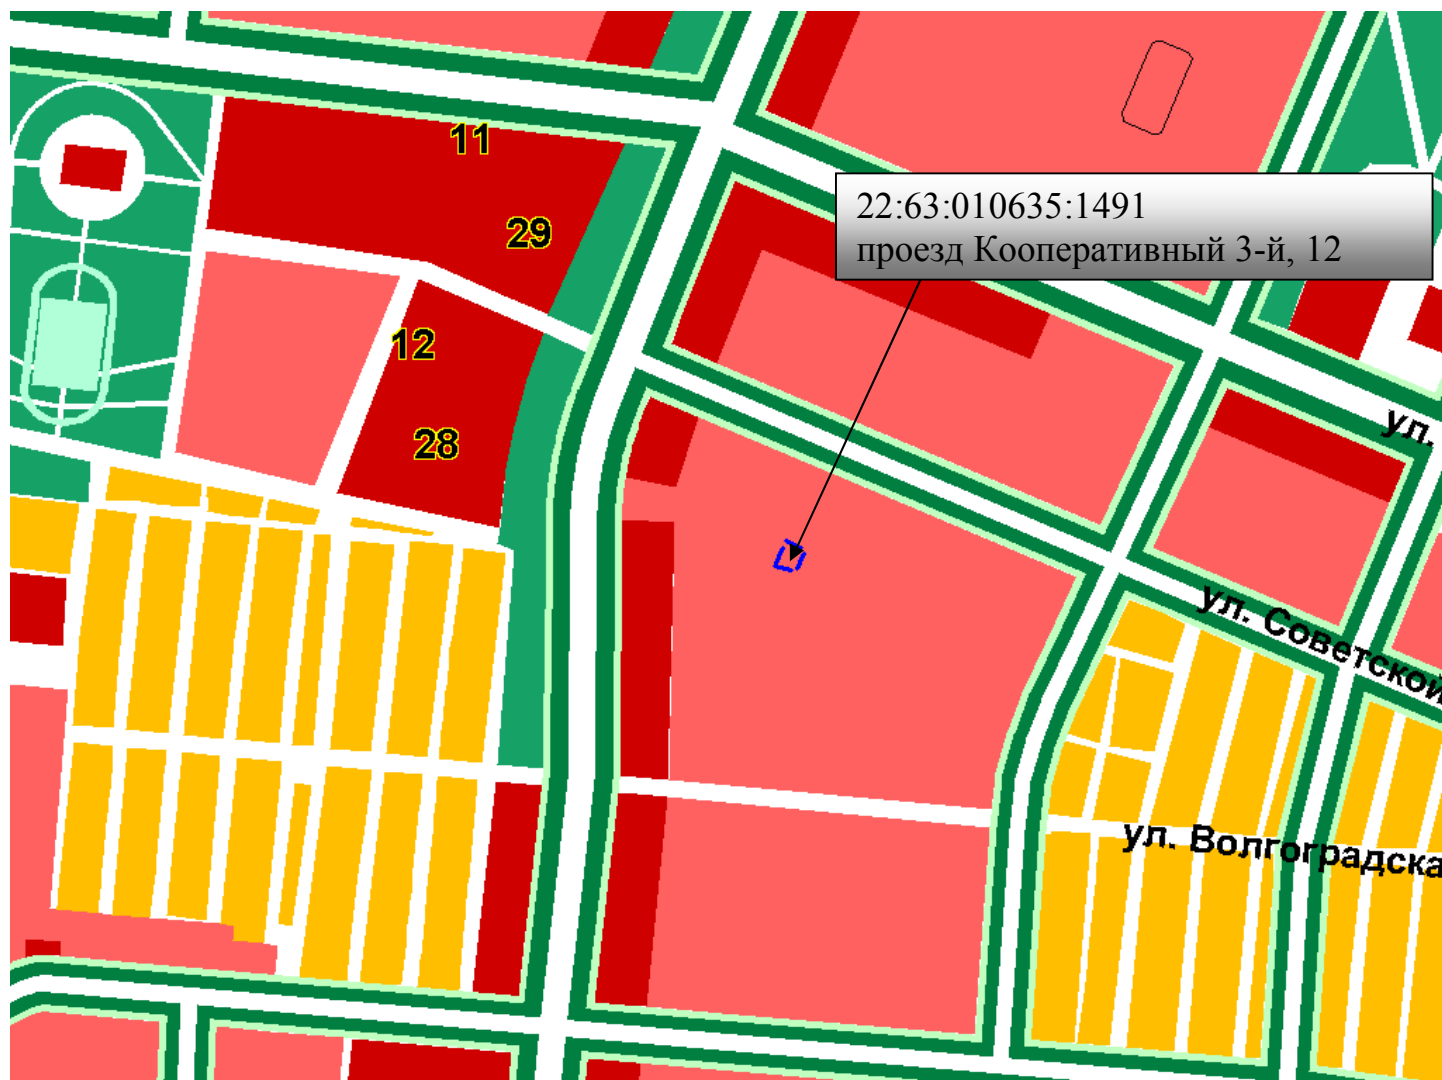 11
22:63:010635:1491
проезд Кооперативный 3-й, 12
29
12
28
ул.
ул. Советской
ул. Волгоградска